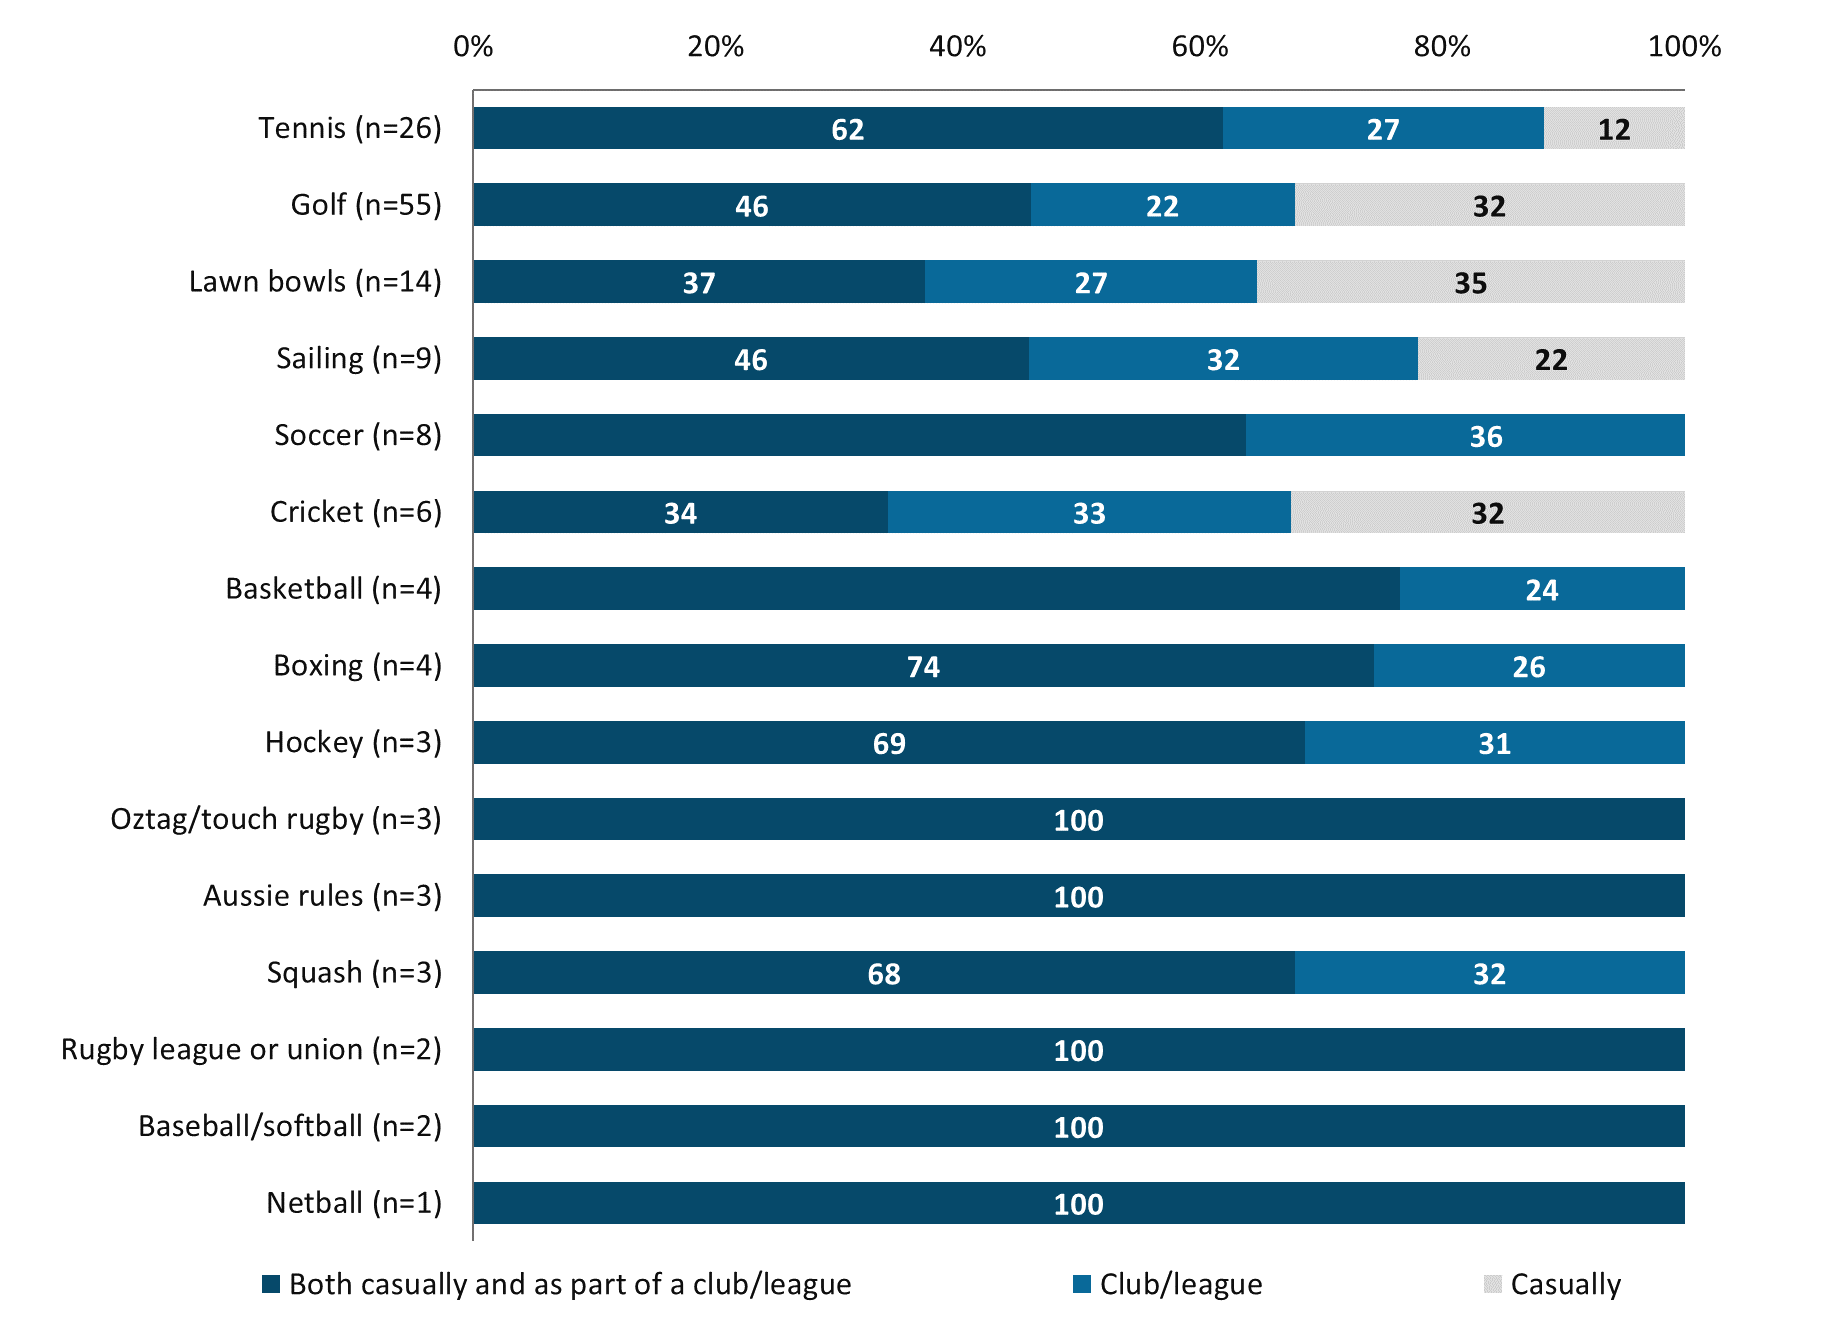 0% 20% 40% 60% 80% 100%
Tennis (n=26) 62 27 12
Golf (n=55) 46 22 32
Lawn bowls (n=14) 37 27 35
Sailing (n=9) 46 32 22
Soccer (n=8) 36
Cricket (n=6) 34 33 32
Basketball (n=4) 24
Boxing (n=4) 74 26
Hockey (n=3) 69 31
Oztag/touch rugby (n=3) 100
Aussie rules (n=3) 100
Squash (n=3) 68 32
Rugby league or union (n=2) 100
Baseball/softball (n=2) 100
Netball (n=1) 100
Both casually and as part of a club/league Club/league Casually